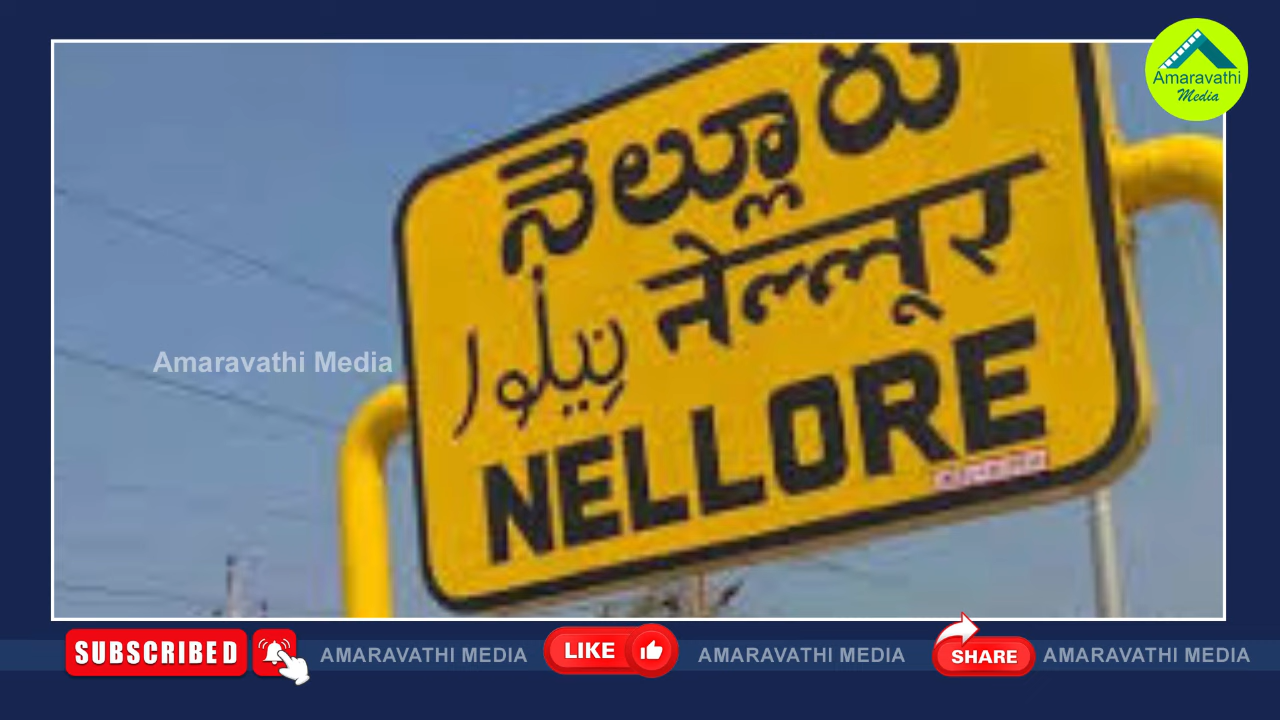 Amaravathi
Media
నెల్లూరు
नेल्लूर
نیلور
NELLORE
Amaravathi Media
SUBSCRIBED AMARAVATHI MEDIA LIKE AMARAVATHI MEDIA SHARE AMARAVATHI MEDIA